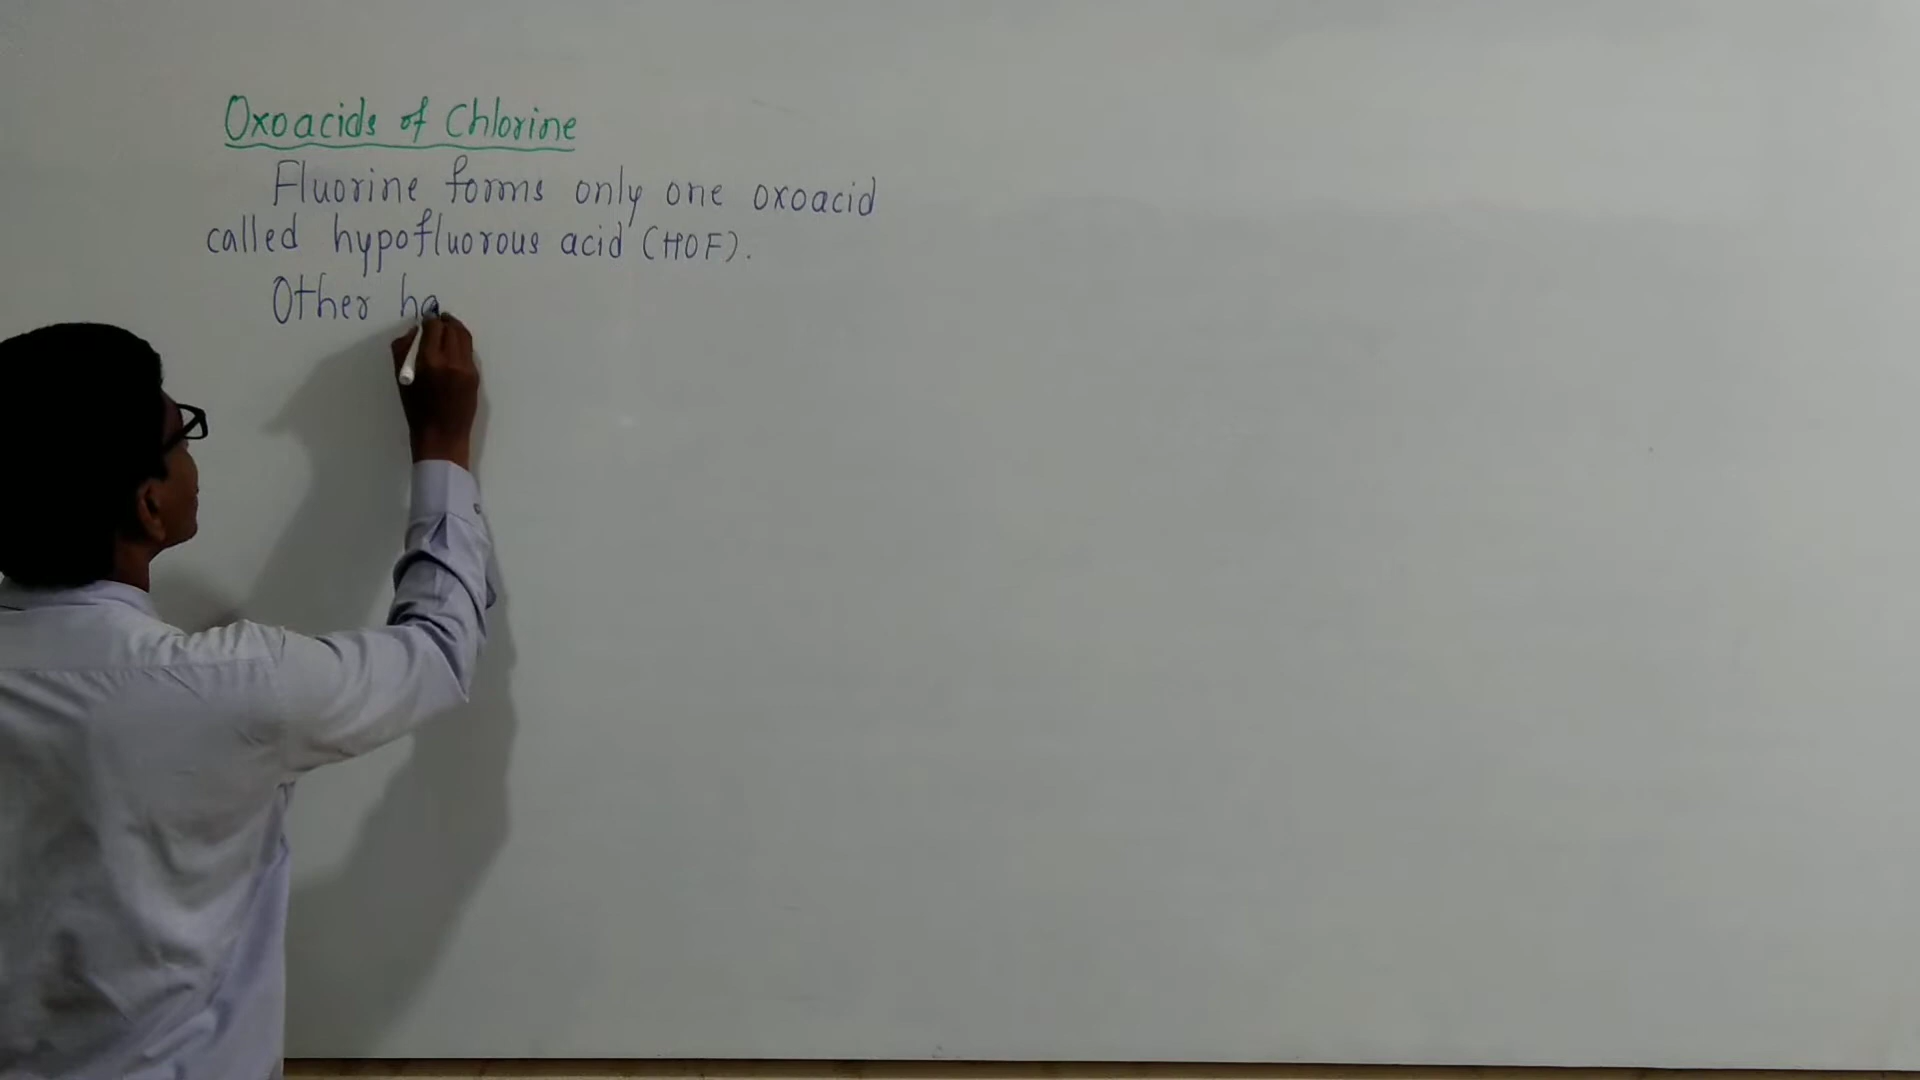 Oxoacids of Chlorine
Fluorine forms only one oxoacid
called hypofluorous acid (HOF).
Other ha